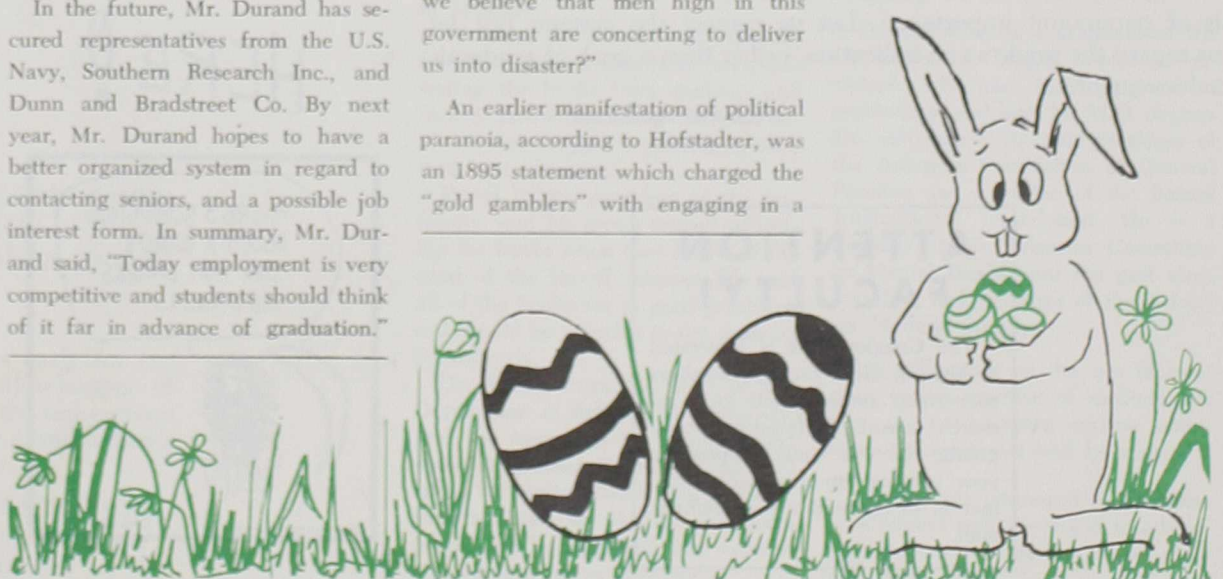 In the future, Mr. Durand has se-
cured representatives from the U.S.
Navy, Southern Research Inc., and
Dunn and Bradstreet Co. By next
year, Mr. Durand hopes to have a
better organized system in regard to
contacting seniors, and a possible job
interest form. In summary, Mr. Dur-
and said, "Today employment is very
competitive and students should think
of it far in advance of graduation."
we believe that men high in this
government are concerting to deliver
us into disaster?"
An earlier manifestation of political
paranoia, according to Hofstadter, was
an 1895 statement which charged the
"gold gamblers" with engaging in a
ATTENTION
FACULTY!